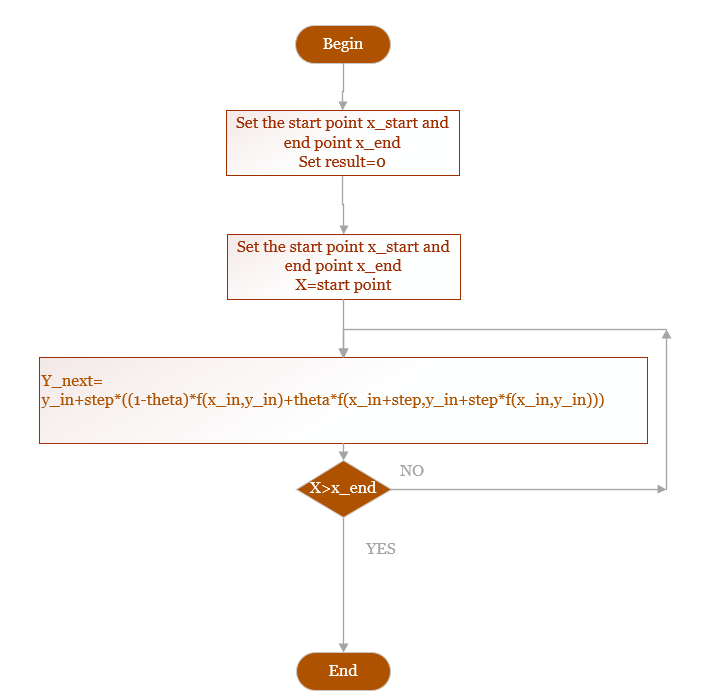 Begin
Set the start point x_start and
end point x_end
Set result=0
Set the start point x_start and
end point x_end
X=start point
Y_next=
y_in+step*((1-theta)*f(x_in,y_in)+theta*f(x_in+step,y_in+step*f(x_in,y_in)))
NO
X>x_end
YES
End